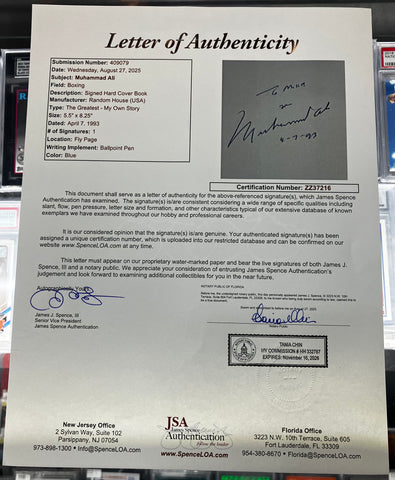 Letter of Authenticity
Submission Number: 409079
Date: Wednesday, August 27, 2025
Subject: Muhammad Ali
Field: Boxing
Description: Signed Hard Cover Book
Manufacturer: Random House (USA)
Type: The Greatest - My Own Story
Size: 5.5" x 8.25"
Date: April 7, 1993
# of Signatures: 1
Location: Fly Page
Writing Implement: Ballpoint Pen
Color: Blue
To
Muhammad Ali
4-7-93
Certification Number: ZZ37216
This document shall serve as a letter of authenticity for the above-referenced signature(s), which James Spence
Authentication has examined. The signature(s) is/are consistent considering a wide range of specific qualities including
slant, flow, pen pressure, letter size and formation, and other characteristics typical of our extensive database of known
exemplars we have examined throughout our hobby and professional careers.
It is our considered opinion that the signature(s) is/are genuine. Your authenticated signature(s) has been
assigned a unique certification number, which is uploaded into our restricted database and can be confirmed on our
website www.SpenceLOA.com at any time.
This letter must appear on our proprietary water-marked paper and bear the live signatures of both James J.
Spence, III and a notary public. We appreciate your consideration of entrusting James Spence Authentication's
judgement and look forward to examining additional collectibles for you in the near future.
Autographically Yours,
James J. Spence, III
Senior Vice President
James Spence Authentication
NOTARY PUBLIC OF FLORIDA
Notary Public
TANIA CHIN
MY COMMISSION # HH 332787
EXPIRES: November 16, 2026
New Jersey Office
2 Sylvan Way, Suite 102
Parsippany, NJ 07054
973-898-1300 • Info@SpenceLOA.com
JSA
James Spence
Authentication
www.SpenceLOA.com
Florida Office
3223 N.W. 10th Terrace, Suite 605
Fort Lauderdale, FL 33309
954-380-8670 • Florida@SpenceLOA.com